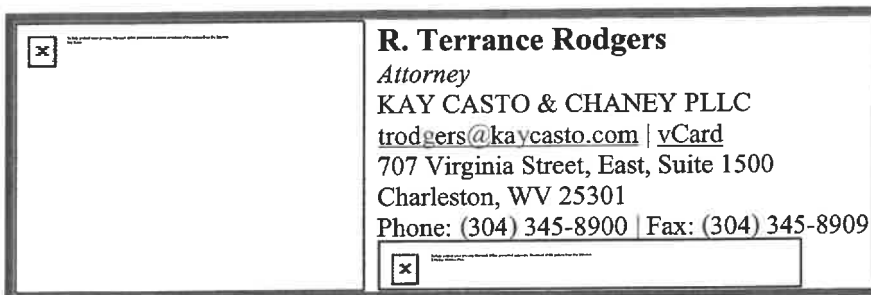 R. Terrance Rodgers
Attorney
KAY CASTO & CHANEY PLLC
trodgers@kaycasto.com | vCard
707 Virginia Street, East, Suite 1500
Charleston, WV 25301
Phone: (304) 345-8900 | Fax: (304) 345-8909